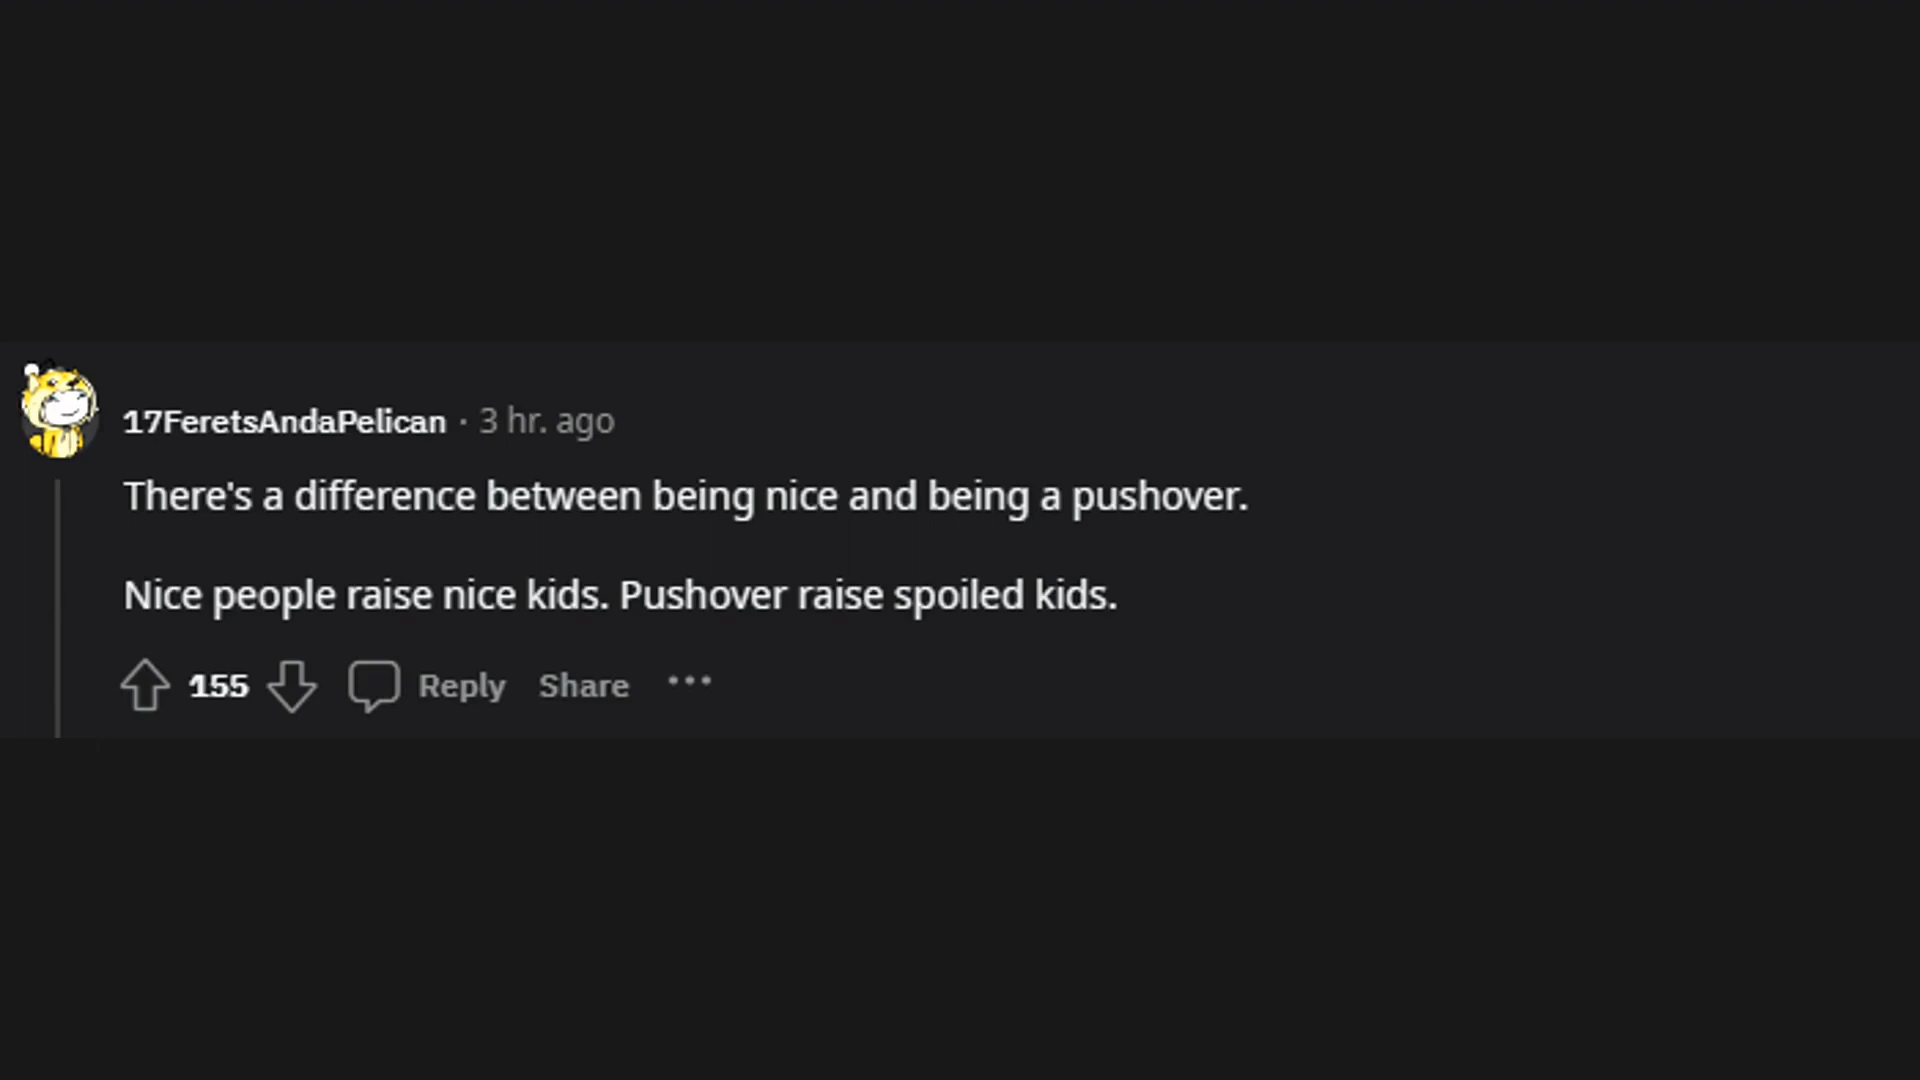 17FeretsAndaPelican · 3 hr. ago
There's a difference between being nice and being a pushover.
Nice people raise nice kids. Pushover raise spoiled kids.
155 Reply Share ···